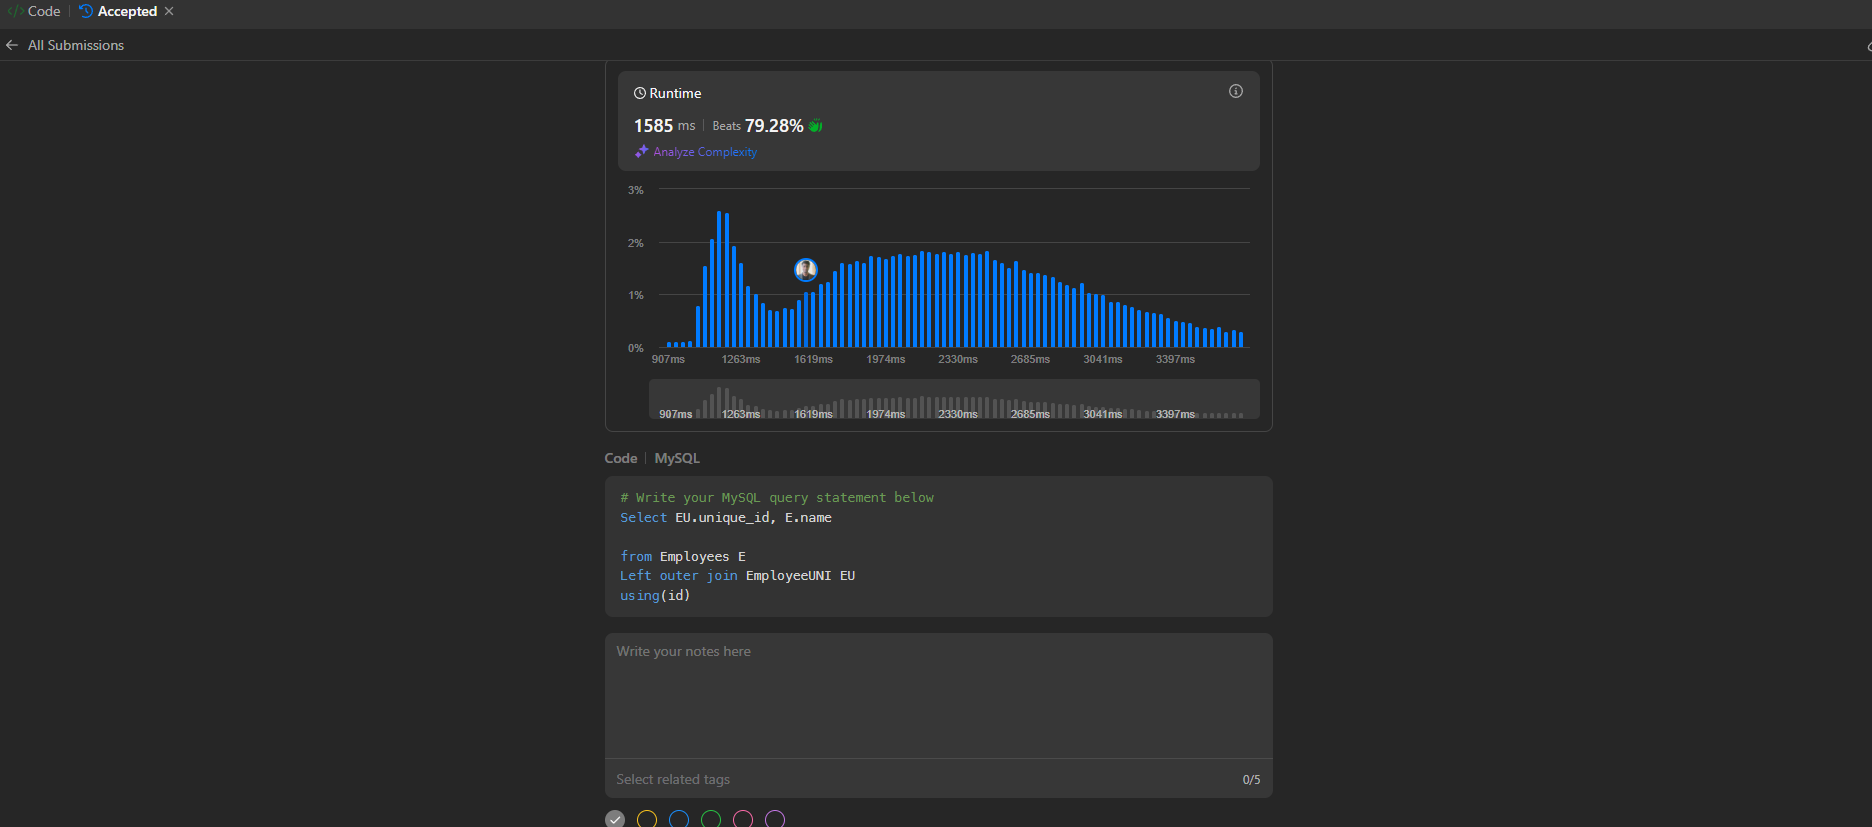 </> Code | Accepted ×
← All Submissions
Runtime
1585 ms | Beats 79.28%
Analyze Complexity
3%
2%
1%
0%
907ms 1263ms 1619ms 1974ms 2330ms 2685ms 3041ms 3397ms
907ms 1263ms 1619ms 1974ms 2330ms 2685ms 3041ms 3397ms
Code | MySQL
# Write your MySQL query statement below
Select EU.unique_id, E.name
from Employees E
Left outer join EmployeeUNI EU
using(id)
Write your notes here
Select related tags 0/5